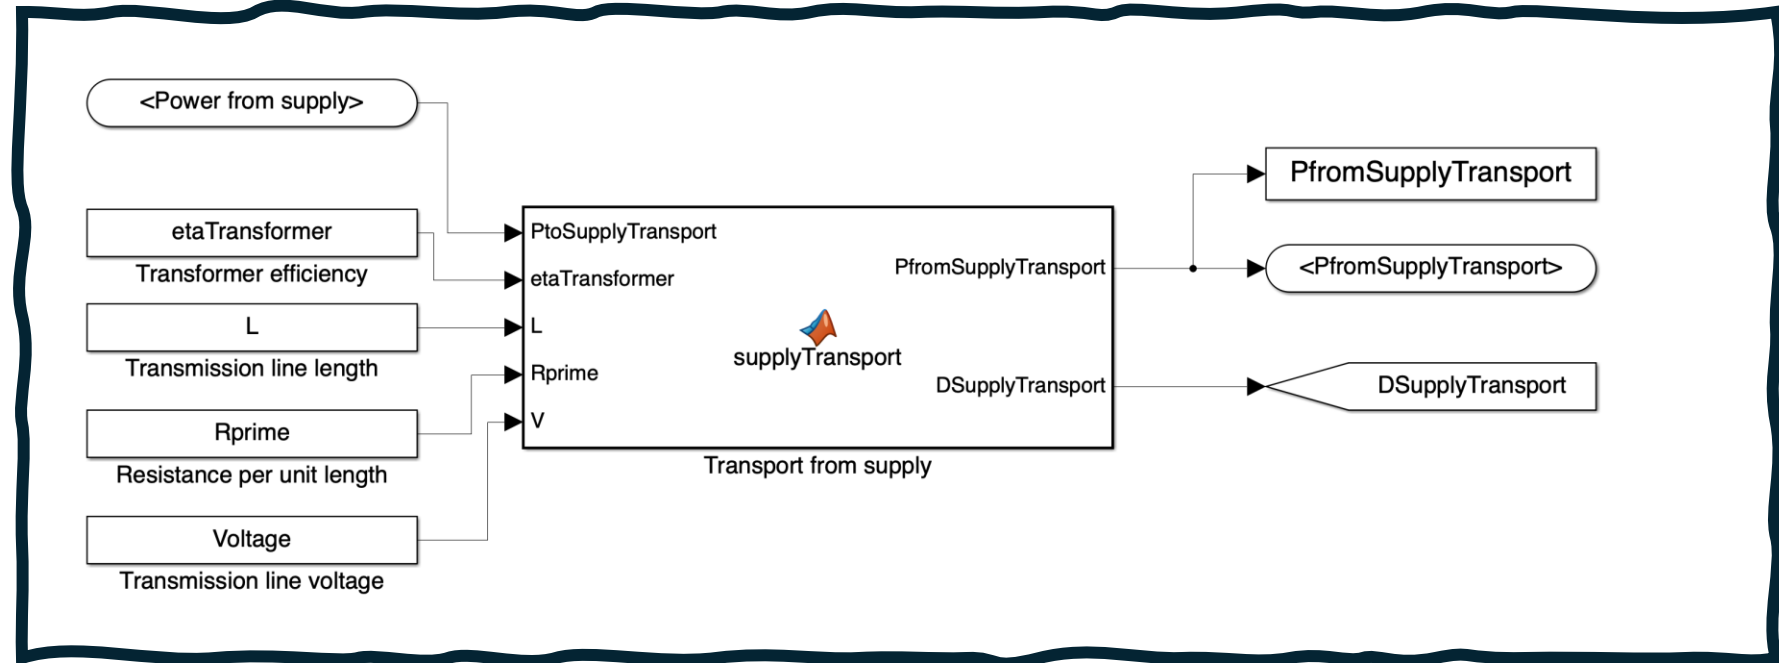 <Power from supply>
etaTransformer
Transformer efficiency
L
Transmission line length
Rprime
Resistance per unit length
Voltage
Transmission line voltage
PtoSupplyTransport
etaTransformer
L
Rprime
V
supplyTransport
PfromSupplyTransport
DSupplyTransport
Transport from supply
PfromSupplyTransport
<PfromSupplyTransport>
DSupplyTransport